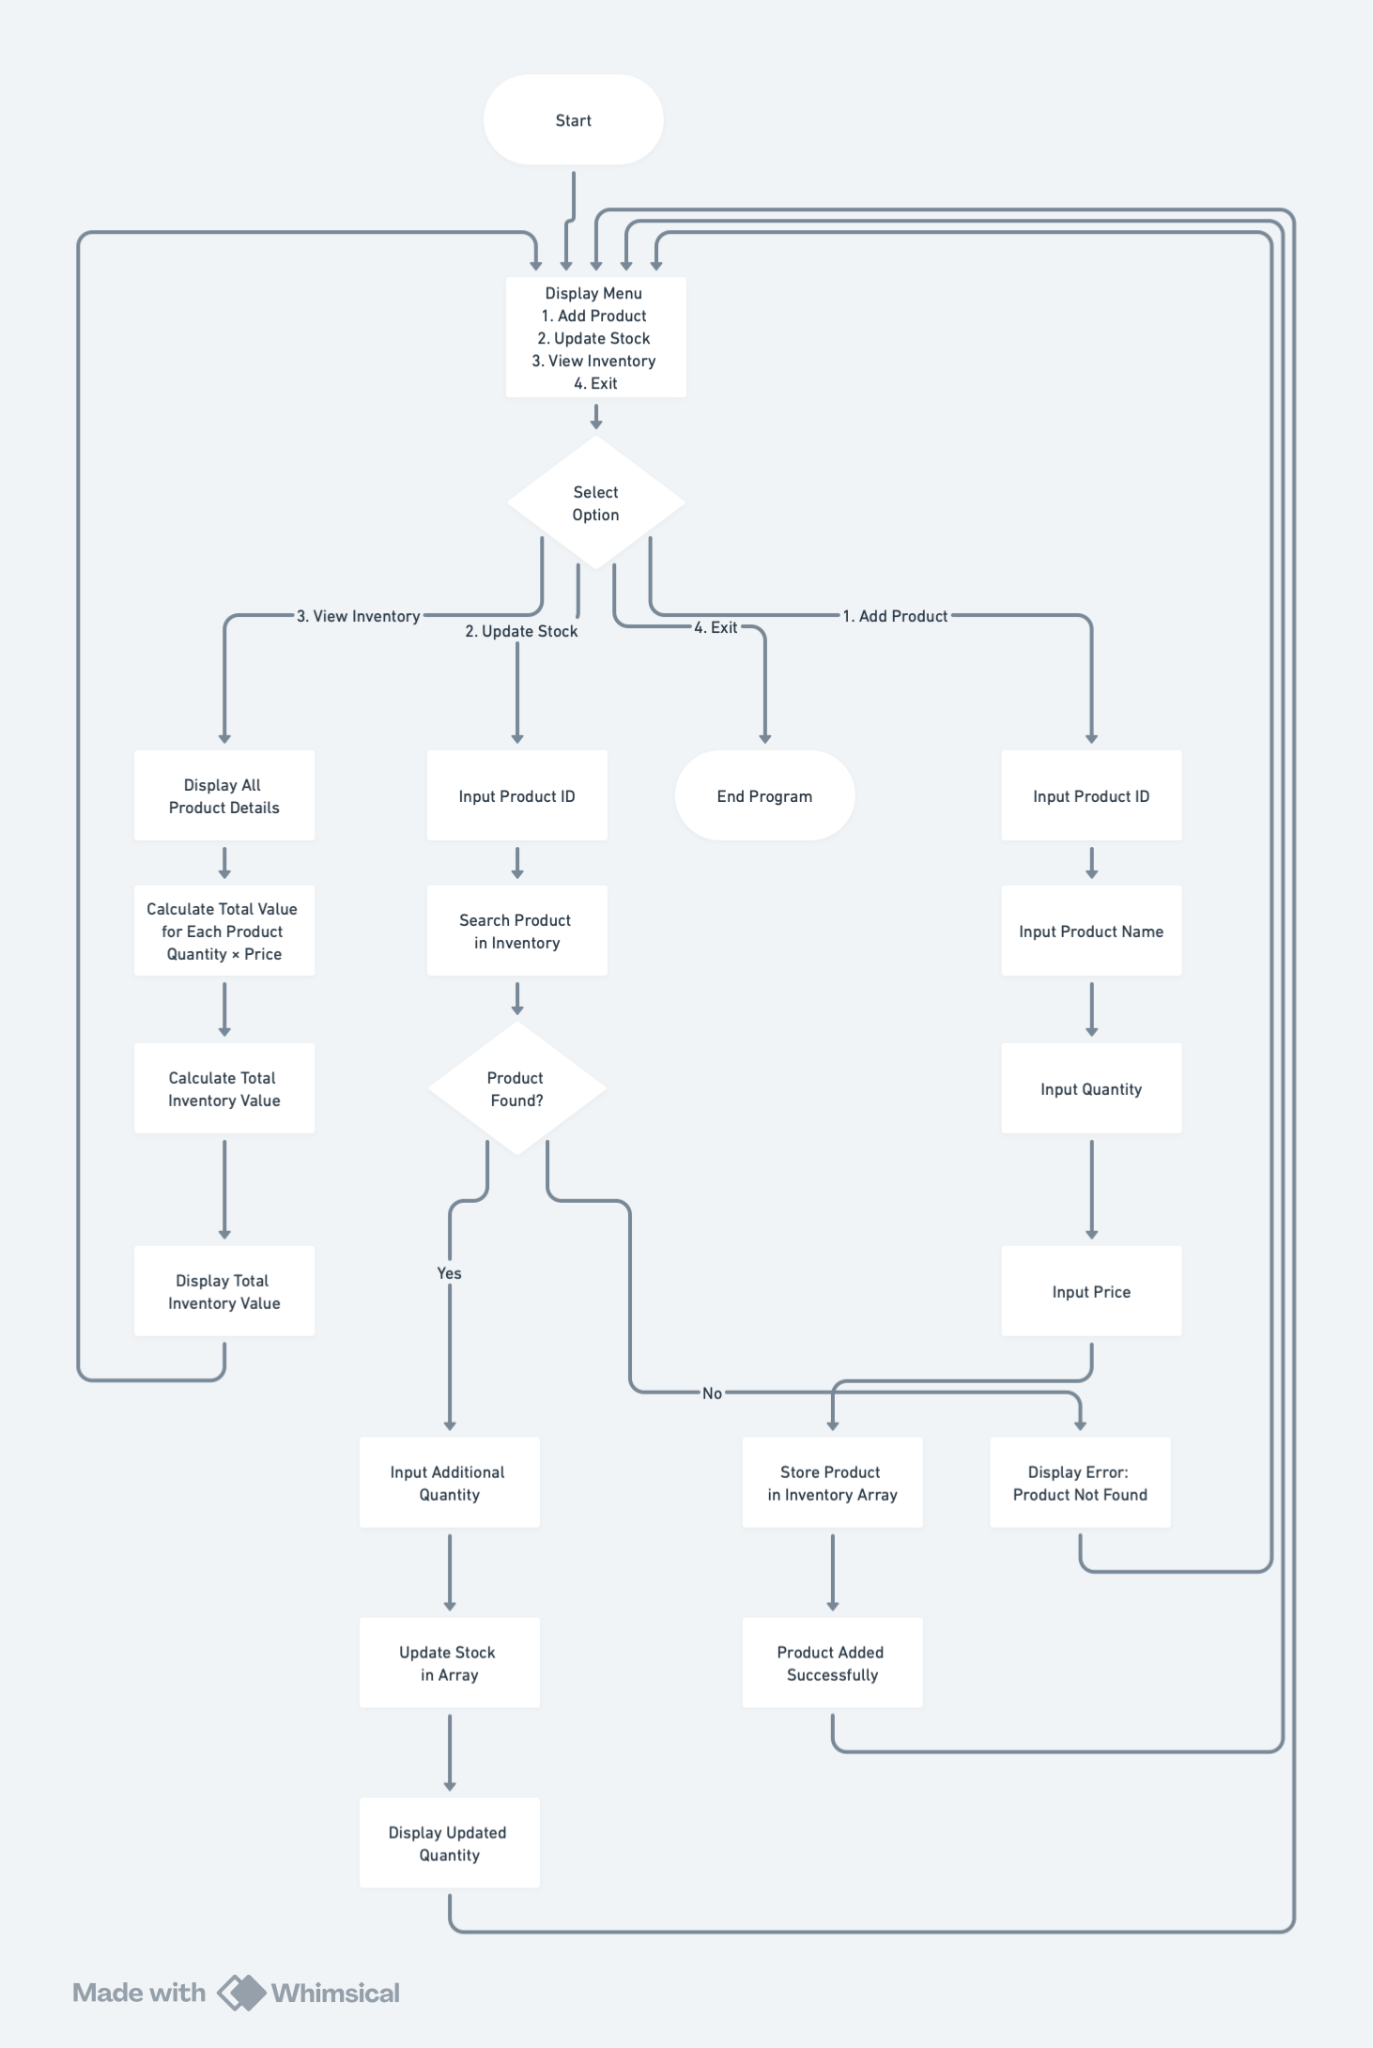 Start
Display Menu
1. Add Product
2. Update Stock
3. View Inventory
4. Exit
Select
Option
3. View Inventory
2. Update Stock
4. Exit
1. Add Product
Display All
Product Details
Input Product ID
End Program
Input Product ID
Calculate Total Value
for Each Product
Quantity × Price
Search Product
in Inventory
Input Product Name
Calculate Total
Inventory Value
Product
Found?
Input Quantity
Yes
Display Total
Inventory Value
Input Price
No
Input Additional
Quantity
Store Product
in Inventory Array
Display Error:
Product Not Found
Update Stock
in Array
Product Added
Successfully
Display Updated
Quantity
Made with Whimsical